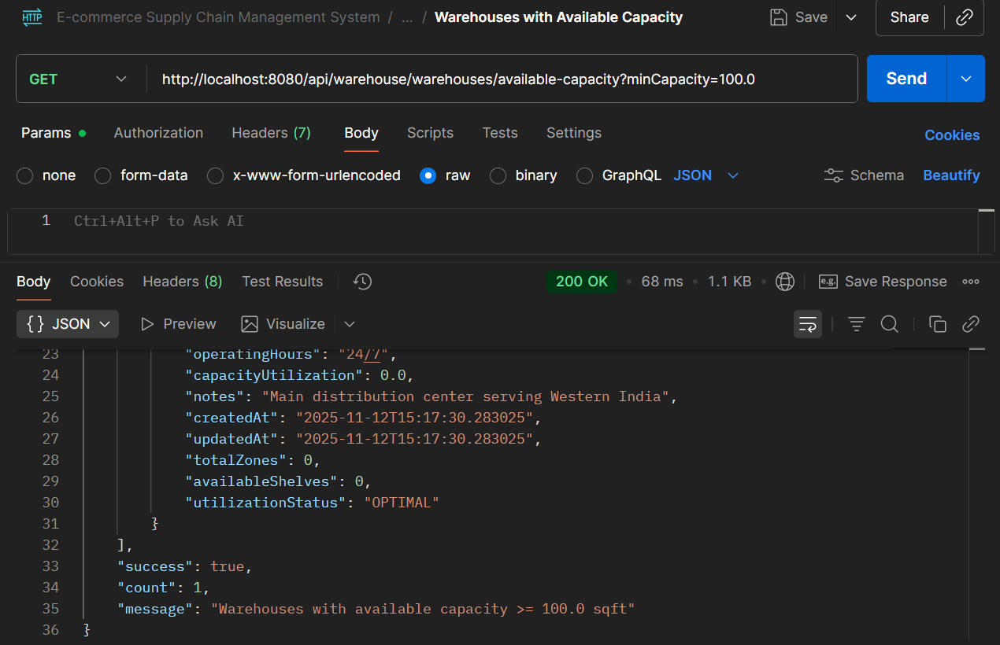 HTTP E-commerce Supply Chain Management System / ... / Warehouses with Available Capacity Save Share
GET http://localhost:8080/api/warehouse/warehouses/available-capacity?minCapacity=100.0 Send
Params Authorization Headers (7) Body Scripts Tests Settings Cookies
none form-data x-www-form-urlencoded raw binary GraphQL JSON Schema Beautify
1 Ctrl+Alt+P to Ask AI
Body Cookies Headers (8) Test Results 200 OK • 68 ms • 1.1 KB • e.g. Save Response
{} JSON Preview Visualize
23 "operatingHours": "24/7",
24 "capacityUtilization": 0.0,
25 "notes": "Main distribution center serving Western India",
26 "createdAt": "2025-11-12T15:17:30.283025",
27 "updatedAt": "2025-11-12T15:17:30.283025",
28 "totalZones": 0,
29 "availableShelves": 0,
30 "utilizationStatus": "OPTIMAL"
31 }
32 ],
33 "success": true,
34 "count": 1,
35 "message": "Warehouses with available capacity >= 100.0 sqft"
36 }